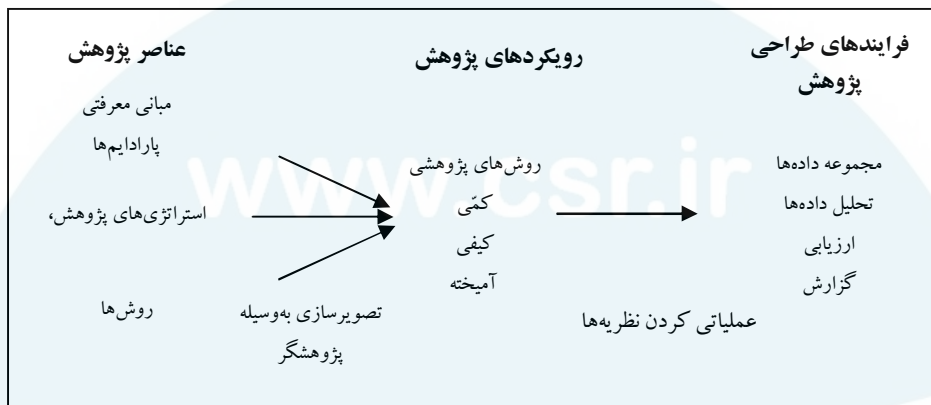 عناصر پژوهش
مبانی معرفتی
پارادایم‌ها
استراتژی‌های پژوهش،
روش‌ها
تصویرسازی به‌وسیله
پژوهشگر
رویکردهای پژوهش
روش‌های پژوهشی
کمّی
کیفی
آمیخته
عملیاتی کردن نظریه‌ها
فرایندهای طراحی
پژوهش
مجموعه داده‌ها
تحلیل داده‌ها
ارزیابی
گزارش
www.csr.ir